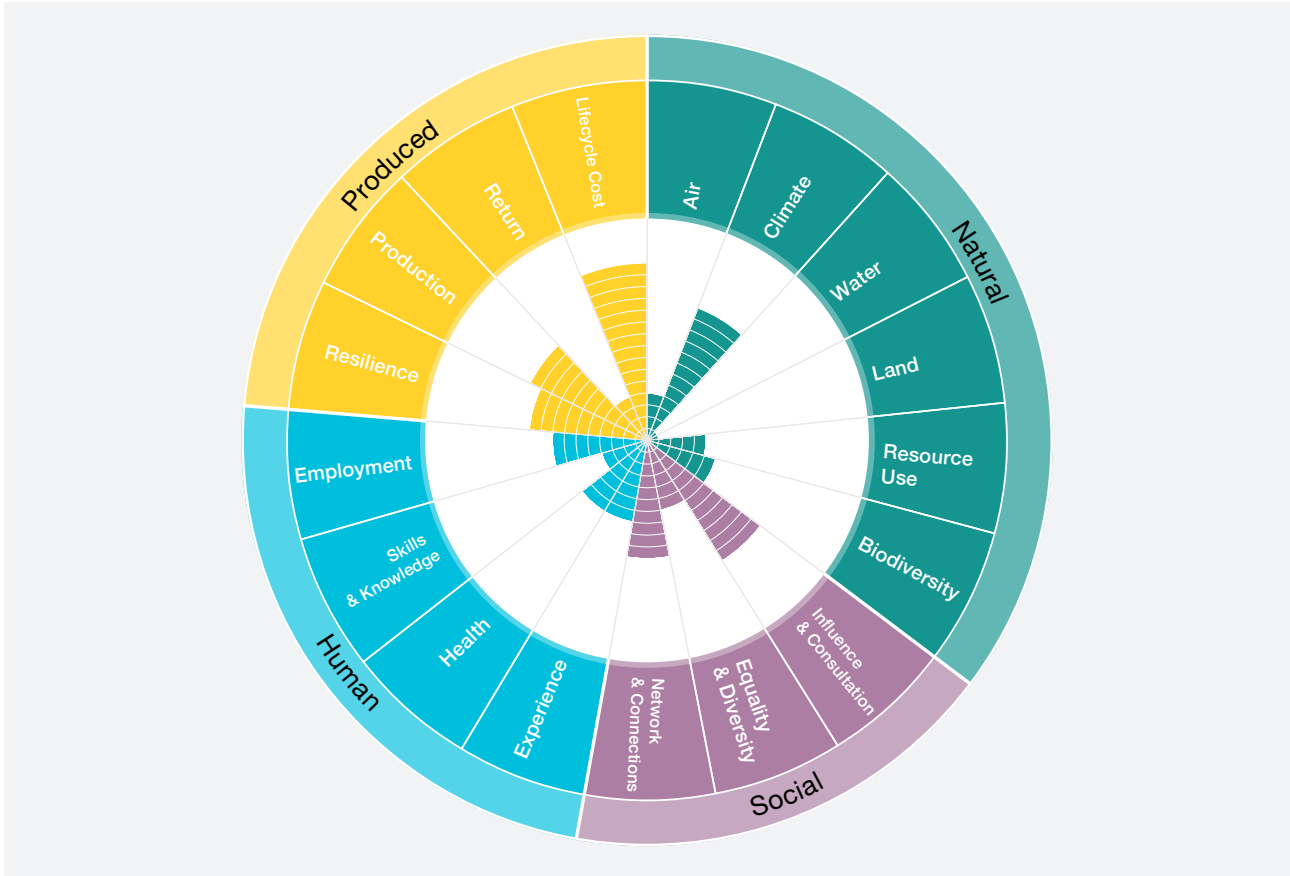 Produced
Natural
Social
Human
Lifecycle Cost
Air
Climate
Water
Land
Resource
Use
Biodiversity
Influence
& Consultation
Equality
& Diversity
Network
& Connections
Experience
Health
Skills
& Knowledge
Employment
Resilience
Production
Return